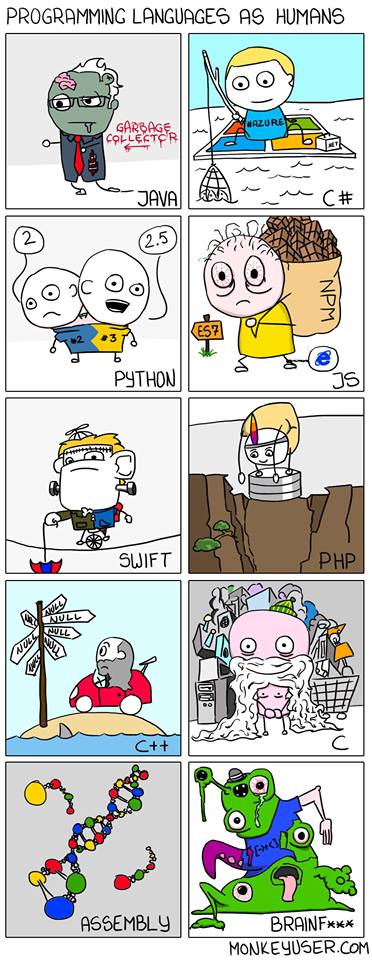 PROGRAMMING LANGUAGES AS HUMANS
GARBAGE
COLLECTOR
JAVA
#AZURE
.NET
C#
2
2.5
#2
#3
PYTHON
NPM
ES7
JS
SWIFT
PHP
NULL
NULL
NULL
NULL
NULL
C++
C
ASSEMBLY
BRAINF***
MONKEYUSER.COM